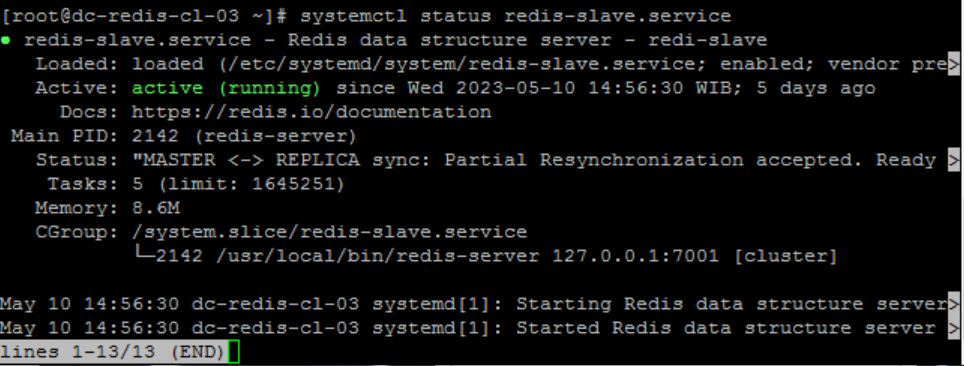 [root@dc-redis-cl-03 ~]# systemctl status redis-slave.service
● redis-slave.service - Redis data structure server - redi-slave
   Loaded: loaded (/etc/systemd/system/redis-slave.service; enabled; vendor pre>
   Active: active (running) since Wed 2023-05-10 14:56:30 WIB; 5 days ago
     Docs: https://redis.io/documentation
 Main PID: 2142 (redis-server)
   Status: "MASTER <-> REPLICA sync: Partial Resynchronization accepted. Ready >
    Tasks: 5 (limit: 1645251)
   Memory: 8.6M
   CGroup: /system.slice/redis-slave.service
           └─2142 /usr/local/bin/redis-server 127.0.0.1:7001 [cluster]

May 10 14:56:30 dc-redis-cl-03 systemd[1]: Starting Redis data structure server>
May 10 14:56:30 dc-redis-cl-03 systemd[1]: Started Redis data structure server >
lines 1-13/13 (END)